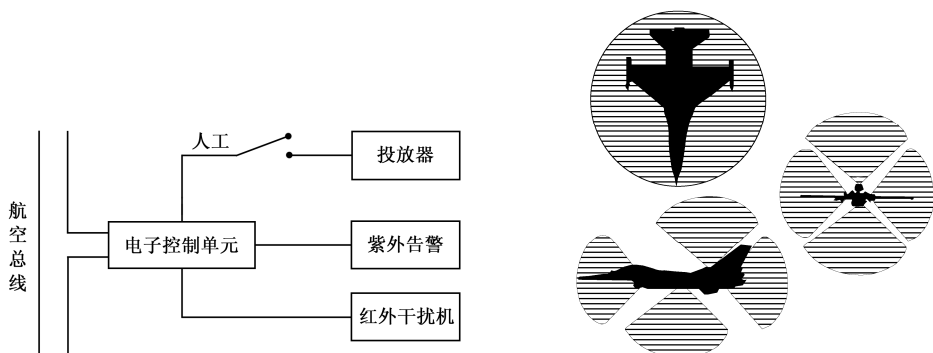 人工
投放器
航空总线
电子控制单元
紫外告警
红外干扰机